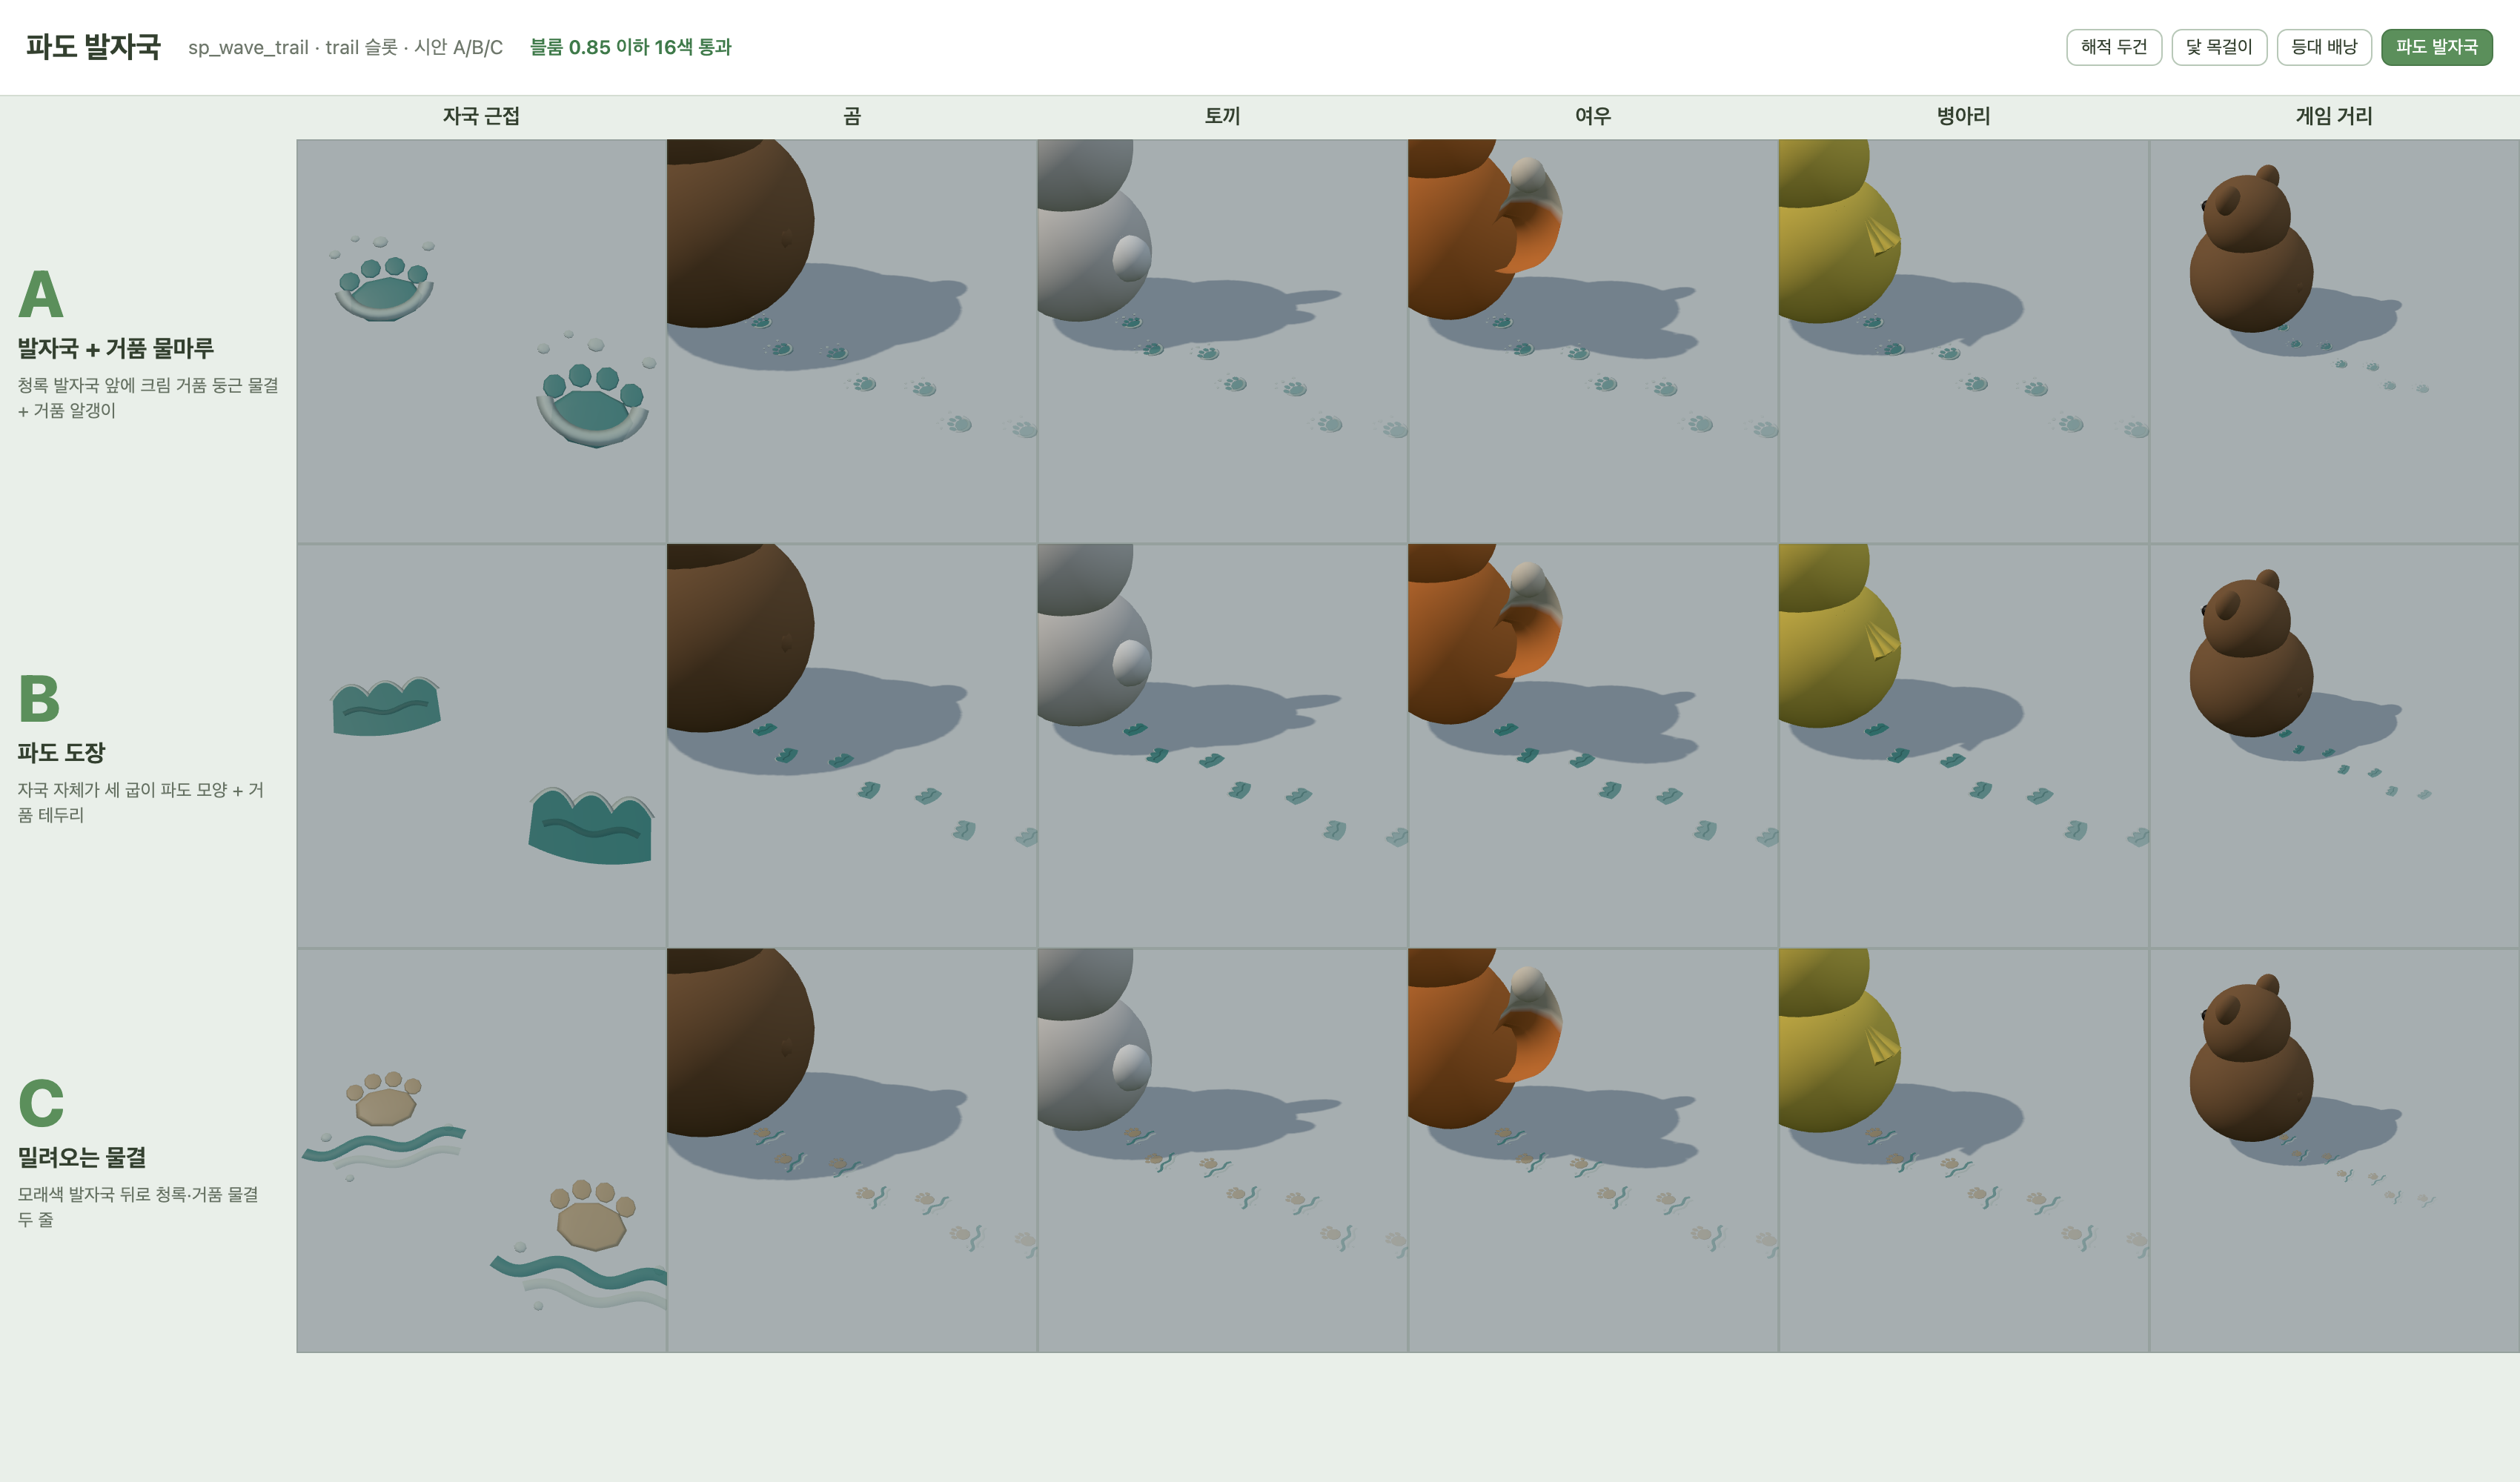 파도 발자국
sp_wave_trail · trail 슬롯 · 시안 A/B/C
블룸 0.85 이하 16색 통과
해적 두건
닻 목걸이
등대 배낭
파도 발자국
자국 근접
곰
토끼
여우
병아리
게임 거리
A
발자국 + 거품 물마루
청록 발자국 앞에 크림 거품 둥근 물결
+ 거품 알갱이
B
파도 도장
자국 자체가 세 굽이 파도 모양 + 거
품 테두리
C
밀려오는 물결
모래색 발자국 뒤로 청록·거품 물결
두 줄